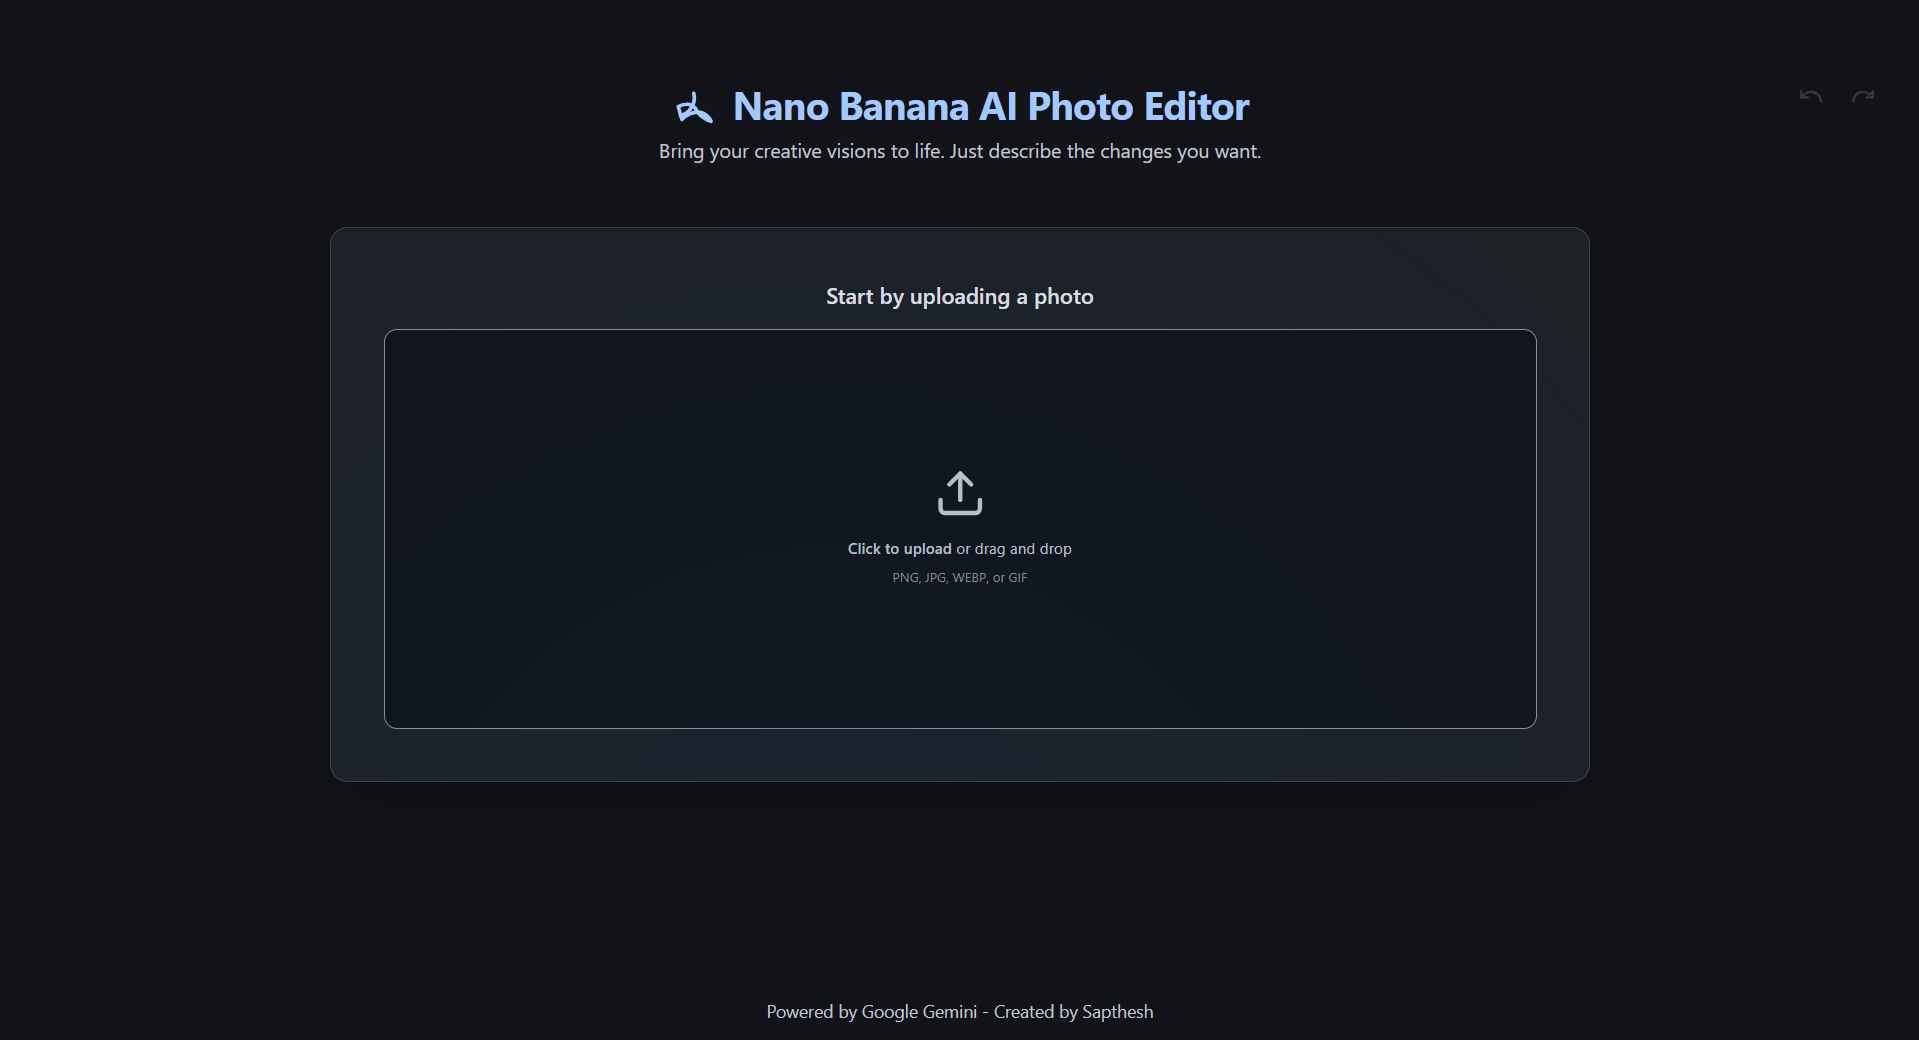 Nano Banana AI Photo Editor
Bring your creative visions to life. Just describe the changes you want.
Start by uploading a photo
Click to upload or drag and drop
PNG, JPG, WEBP, or GIF
Powered by Google Gemini - Created by Sapthesh